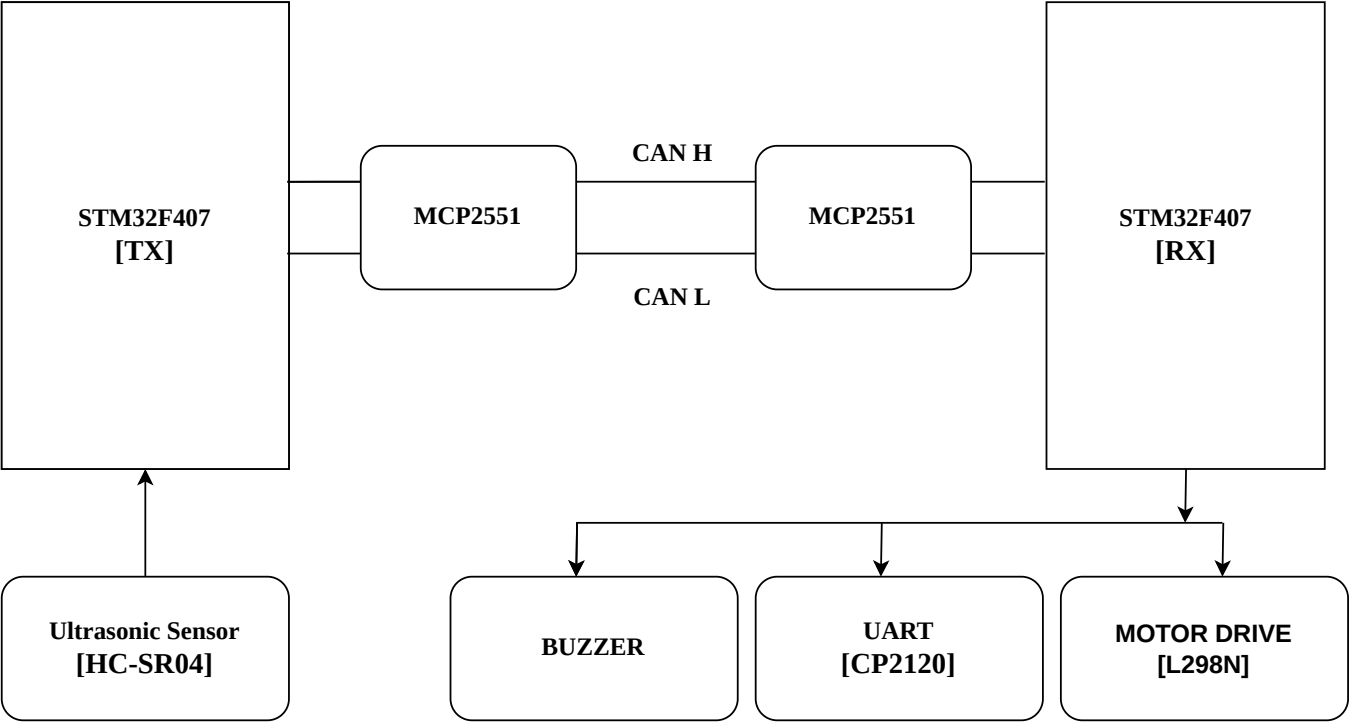 CAN H
MCP2551
MCP2551
STM32F407
[TX]
STM32F407
[RX]
CAN L
Ultrasonic Sensor
[HC-SR04]
BUZZER
UART
[CP2120]
MOTOR DRIVE
[L298N]